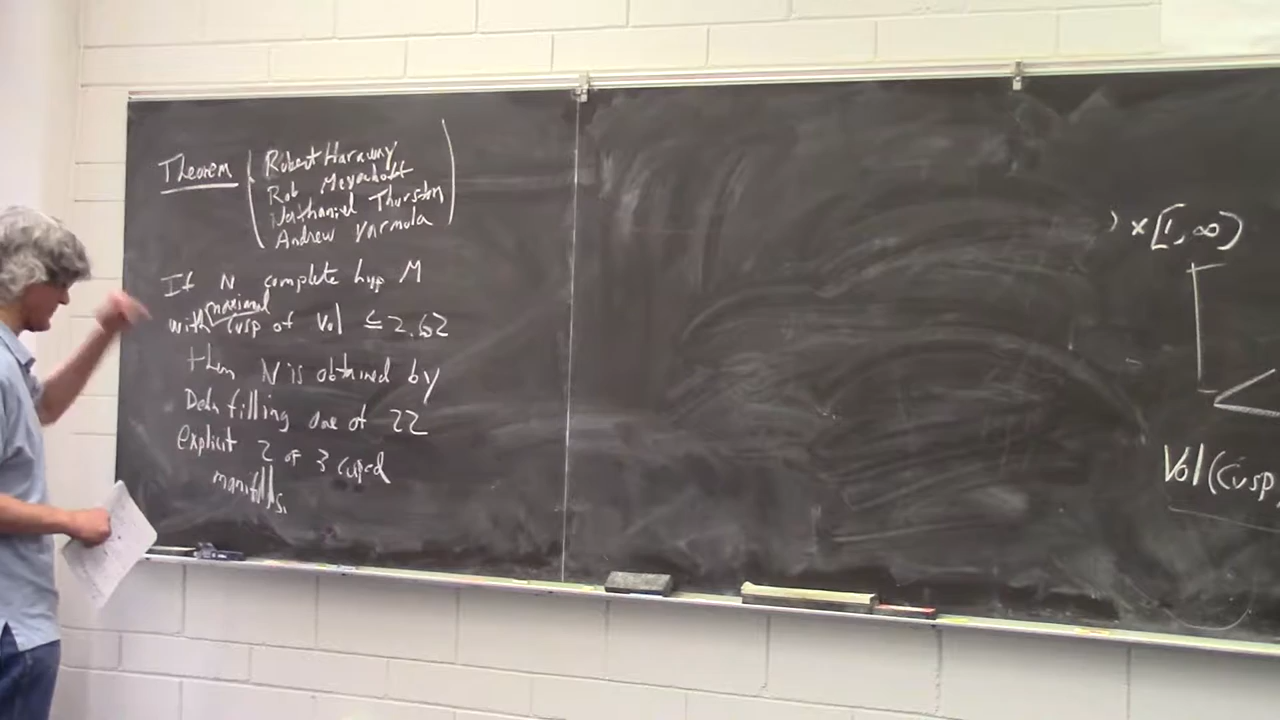 Theorem
Robert Haraway
Rob Meyerhoff
Nathaniel Thurston
Andrew Yarmola
If N complete hyp M
with maximal cusp of Vol ≤ 2.62
then N is obtained by
Dehn filling one of 22
explicit 2 or 3 cusped
manifolds.
) × [1, ∞)
Vol(Cusp